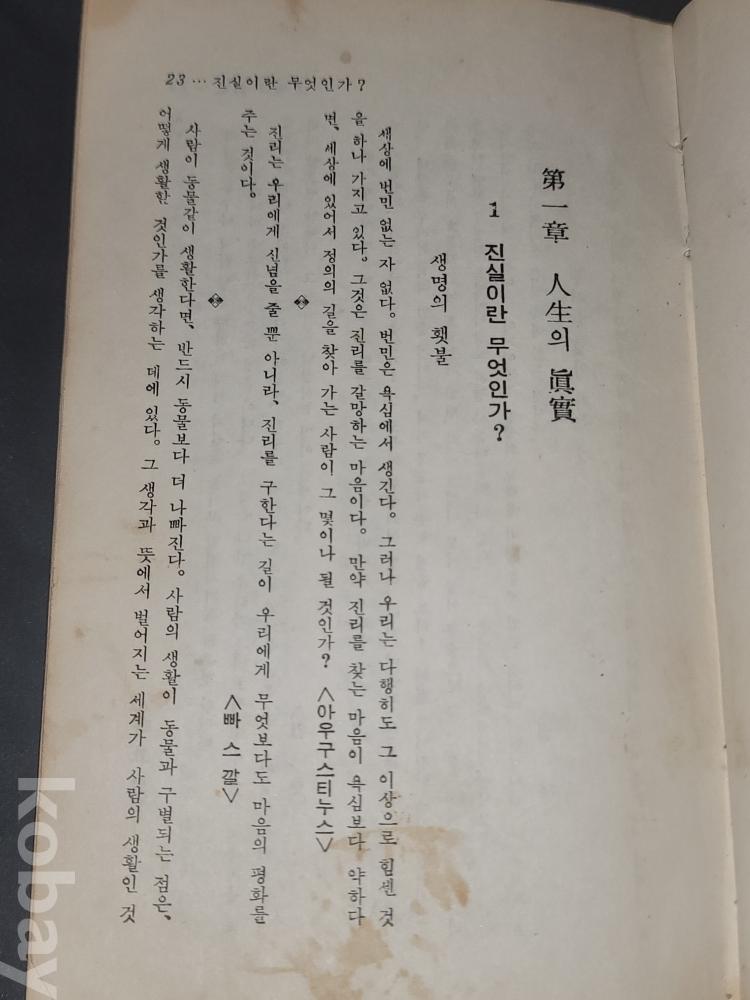 23 … 진실이란 무엇인가?
第一章 人生의 眞實
1 진실이란 무엇인가?
생명의 횃불
세상에 번민 없는 자 없다. 번민은 욕심에서 생긴다. 그러나 우리는 다행히도 그 이상으로 힘센 것
을 하나 가지고 있다. 그것은 진리를 갈망하는 마음이다. 만약 진리를 찾는 마음이 욕심보다 약하다
면, 세상에 있어서 정의의 길을 찾아 가는 사람이 그 몇이나 될 것인가? <아우구스티누스>
진리는 우리에게 신념을 줄 뿐 아니라, 진리를 구한다는 길이 우리에게 무엇보다도 마음의 평화를
주는 것이다. <빠스깔>
사람이 동물같이 생활한다면, 반드시 동물보다 더 나빠진다. 사람의 생활이 동물과 구별되는 점은,
어떻게 생활할 것인가를 생각하는 데에 있다. 그 생각과 뜻에서 벌어지는 세계가 사람의 생활인 것
kobay